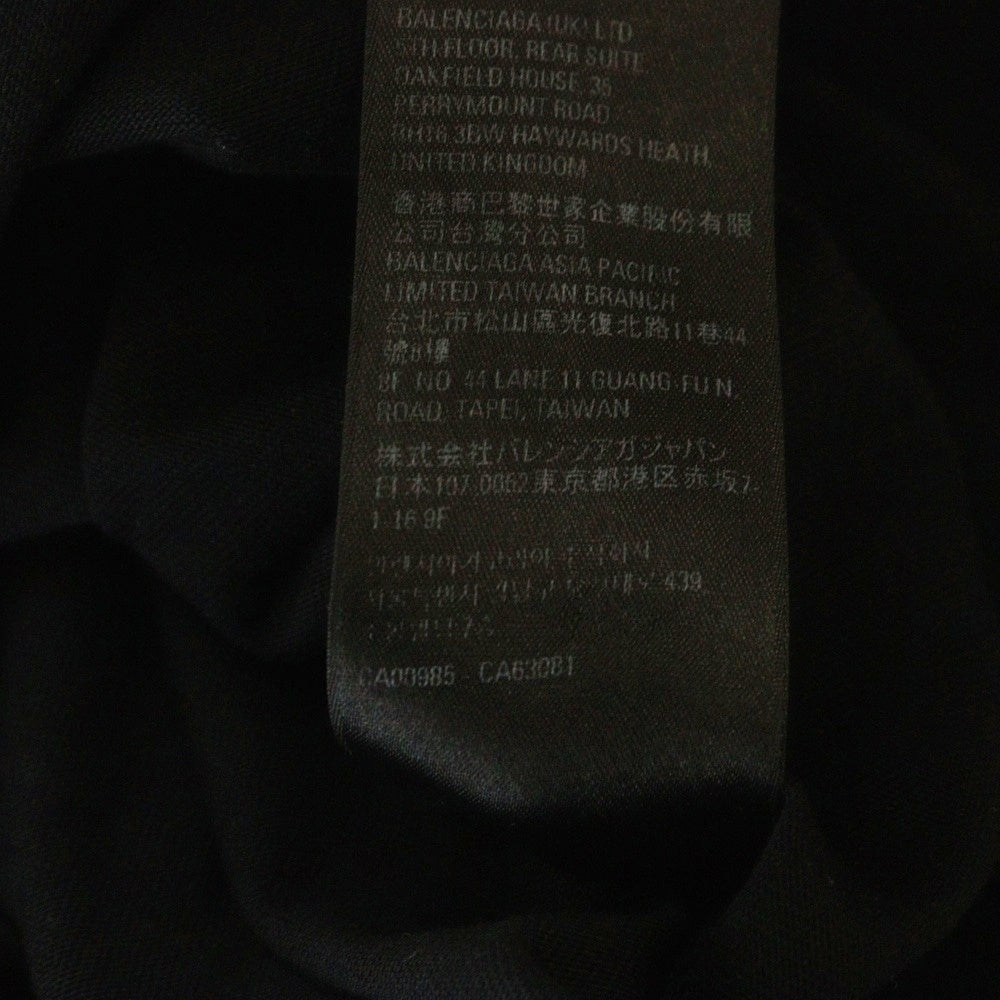 BALENCIAGA (UK) LTD
5TH FLOOR, REAR SUITE
OAKFIELD HOUSE 35
PERRYMOUNT ROAD
RH16 3BW HAYWARDS HEATH,
UNITED KINGDOM
香港商巴黎世家企業股份有限
公司台灣分公司
BALENCIAGA ASIA PACIFIC
LIMITED TAIWAN BRANCH
台北市松山區光復北路11巷44
號8樓
8F, NO. 44 LANE 11 GUANG-FU N.
ROAD, TAPEI, TAIWAN
株式会社バレンシアガジャパン
日本107-0052東京都港区赤坂7-
1-16 9F
439
CA00985 - CA63081